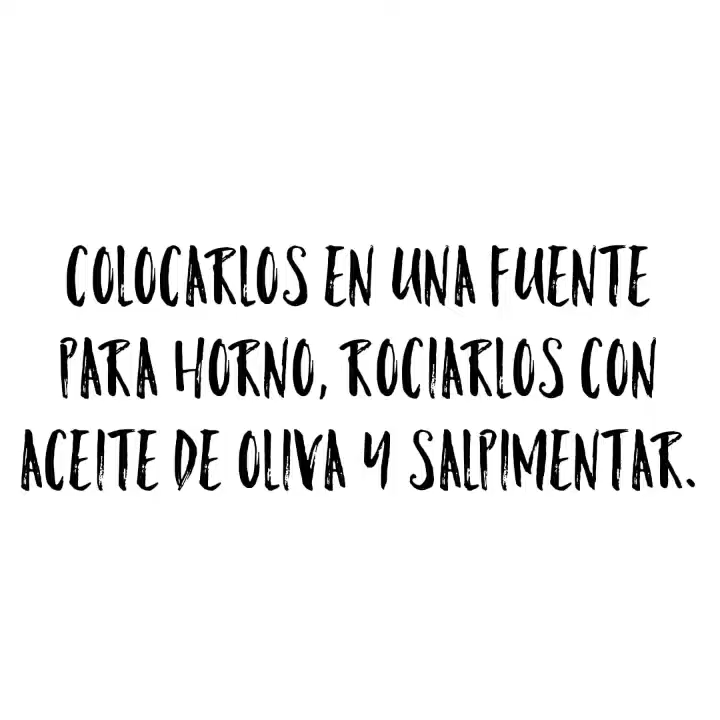 COLOCARLOS EN UNA FUENTE
PARA HORNO, ROCIARLOS CON
ACEITE DE OLIVA Y SALPIMENTAR.